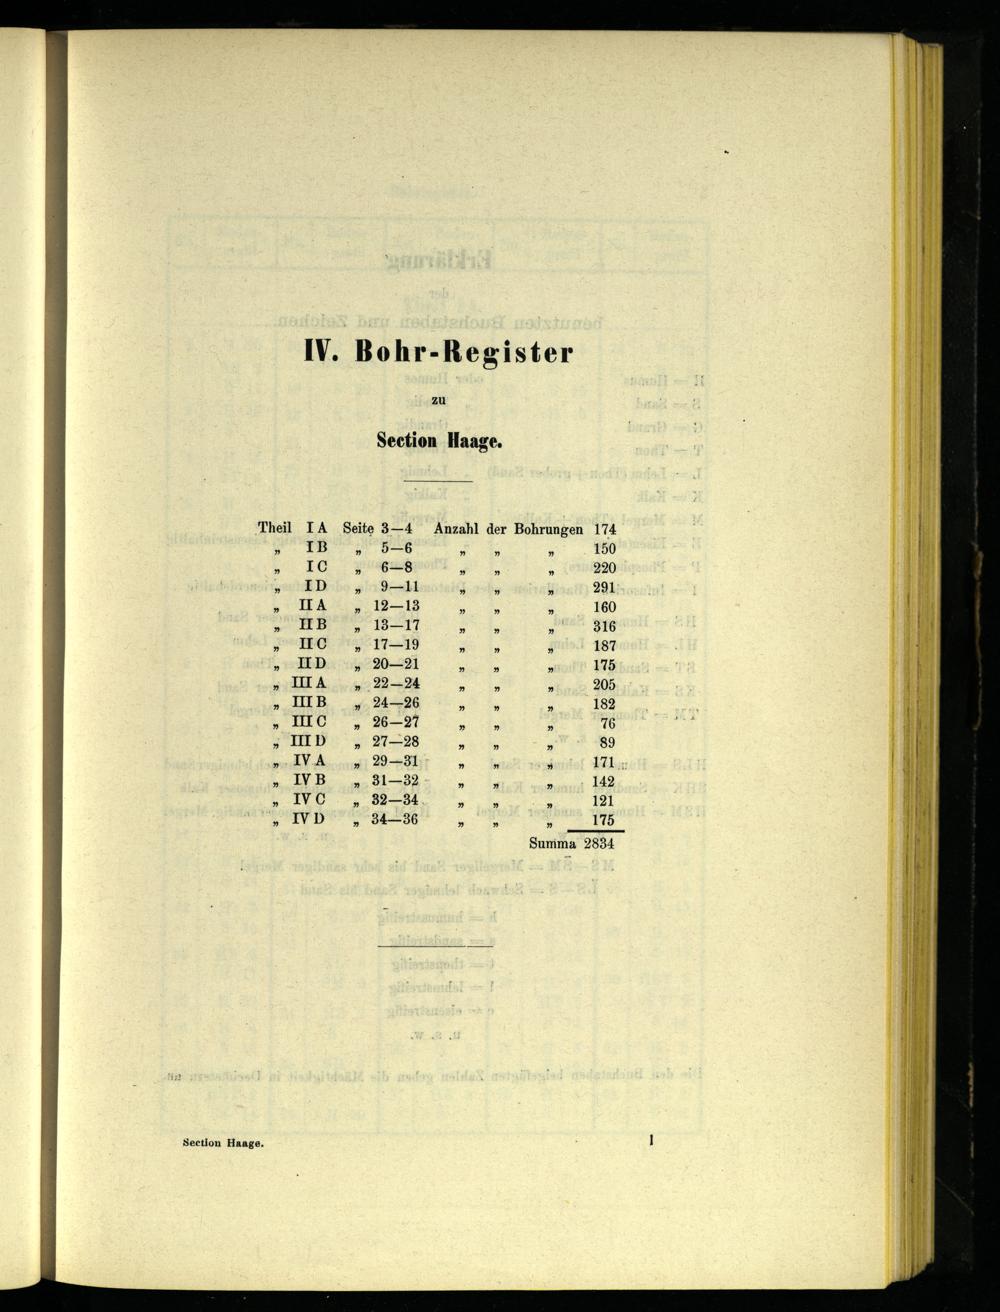 IV. Bohr-Register
zu
Section Haage.
Theil I A Seite 3—4 Anzahl der Bohrungen 174
„ I B „ 5—6 „ „ „ 150
„ I C „ 6—8 „ „ „ 220
„ I D „ 9—11 „ „ „ 291
„ II A „ 12—13 „ „ „ 160
„ II B „ 13—17 „ „ „ 316
„ II C „ 17—19 „ „ „ 187
„ II D „ 20—21 „ „ „ 175
„ III A „ 22—24 „ „ „ 205
„ III B „ 24—26 „ „ „ 182
„ III C „ 26—27 „ „ „ 76
„ III D „ 27—28 „ „ „ 89
„ IV A „ 29—31 „ „ „ 171
„ IV B „ 31—32 „ „ „ 142
„ IV C „ 32—34 „ „ „ 121
„ IV D „ 34—36 „ „ „ 175
Summa 2834
Section Haage. 1